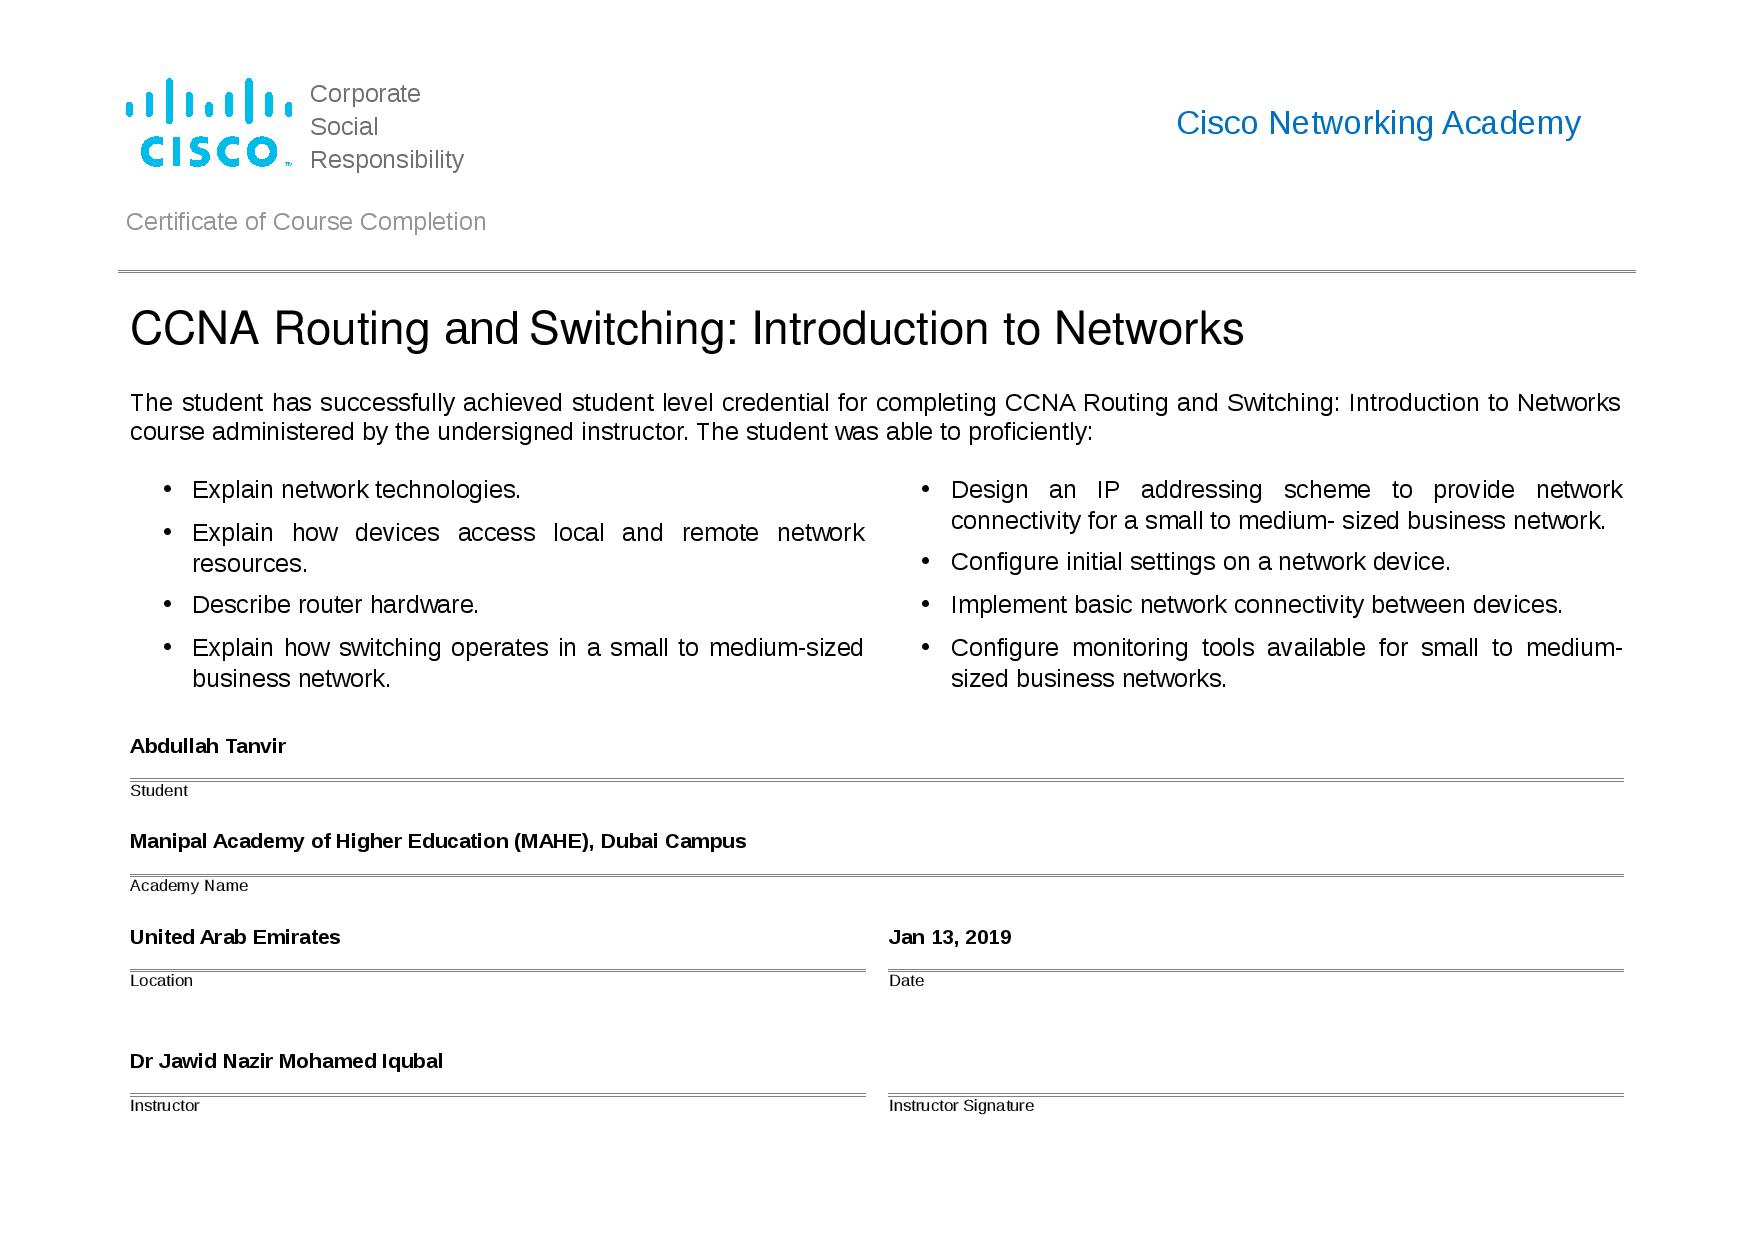 CISCO
TM
Corporate
Social
Responsibility
Cisco Networking Academy
Certificate of Course Completion
CCNA Routing and Switching: Introduction to Networks
The student has successfully achieved student level credential for completing CCNA Routing and Switching: Introduction to Networks
course administered by the undersigned instructor. The student was able to proficiently:
• Explain network technologies.
• Explain how devices access local and remote network
resources.
• Describe router hardware.
• Explain how switching operates in a small to medium-sized
business network.
• Design an IP addressing scheme to provide network
connectivity for a small to medium- sized business network.
• Configure initial settings on a network device.
• Implement basic network connectivity between devices.
• Configure monitoring tools available for small to medium-
sized business networks.
Abdullah Tanvir
Student
Manipal Academy of Higher Education (MAHE), Dubai Campus
Academy Name
United Arab Emirates
Location
Jan 13, 2019
Date
Dr Jawid Nazir Mohamed Iqubal
Instructor
Instructor Signature